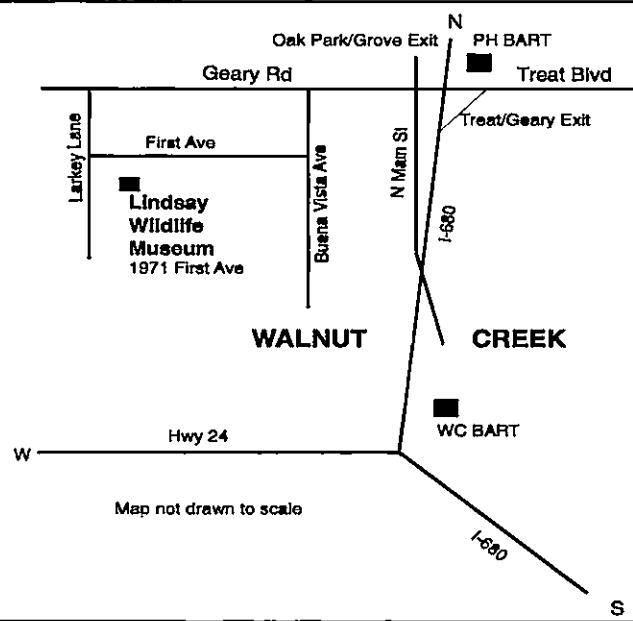 N
Oak Park/Grove Exit
PH BART
Geary Rd
Treat Blvd
Treat/Geary Exit
Larkey Lane
First Ave
Buena Vista Ave
N Main St
I-680
Lindsay
Wildlife
Museum
1971 First Ave
WALNUT CREEK
WC BART
Hwy 24
W
Map not drawn to scale
I-680
S